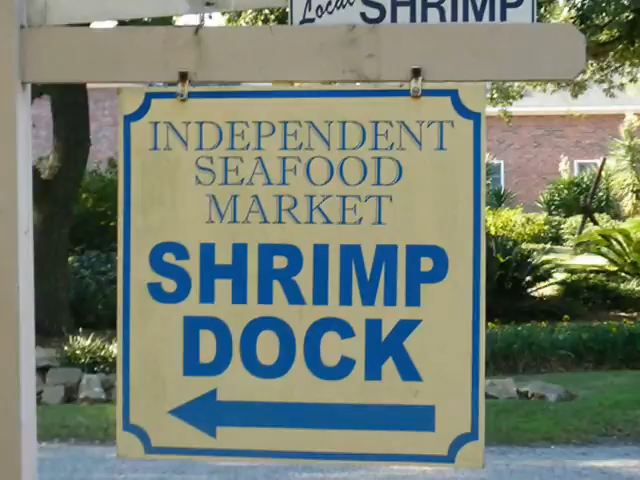 Local SHRIMP
INDEPENDENT
SEAFOOD
MARKET
SHRIMP
DOCK